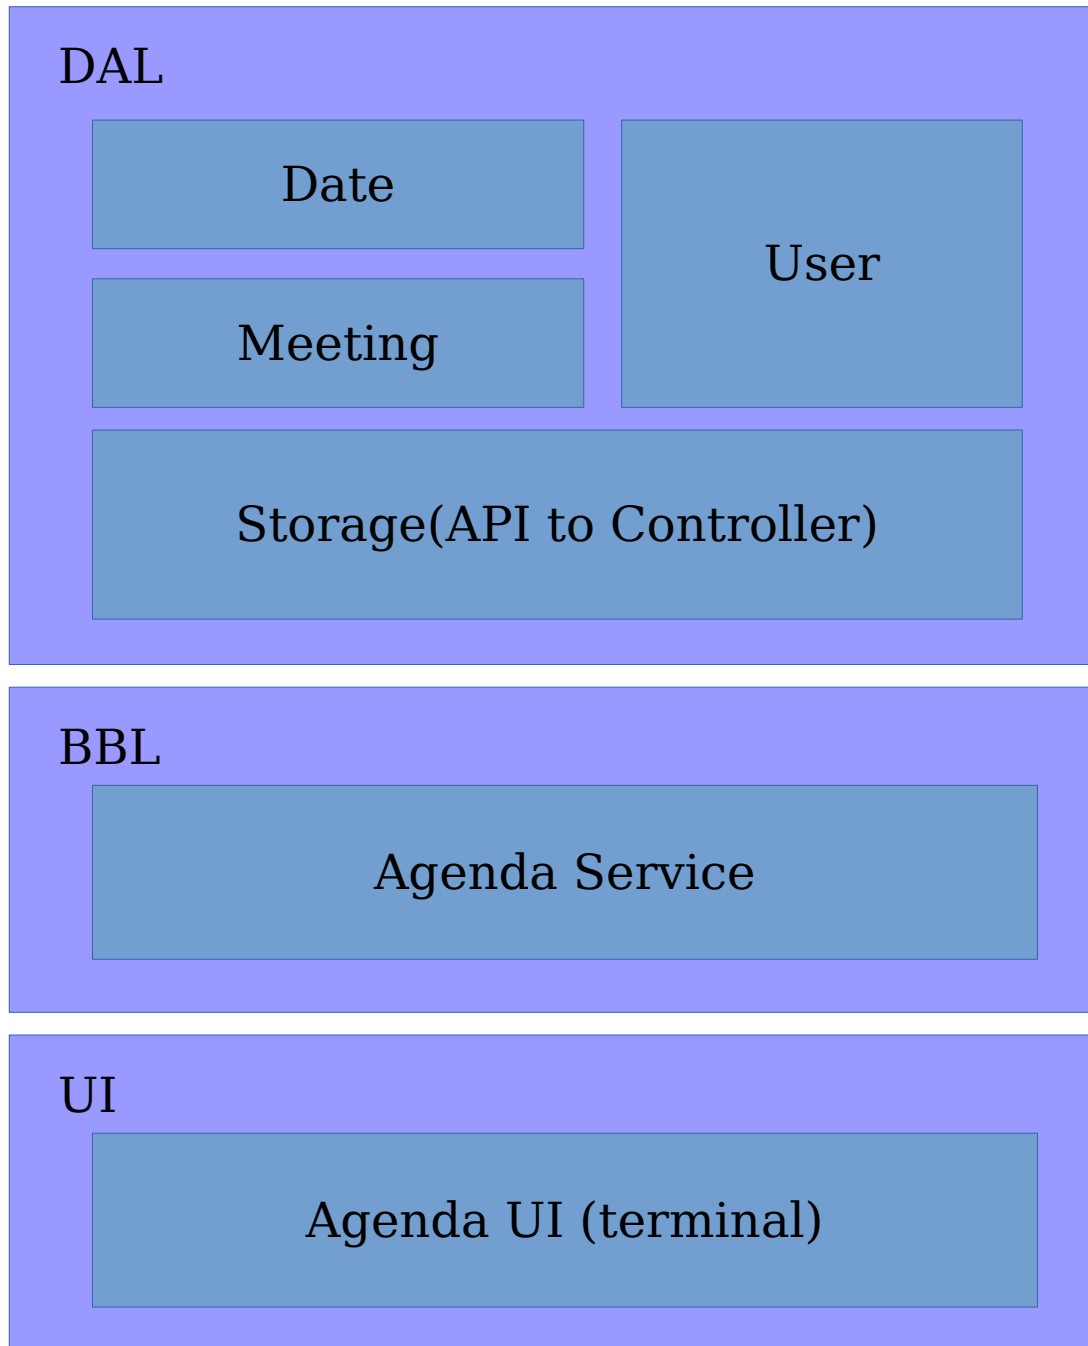 DAL
Date
User
Meeting
Storage(API to Controller)
BBL
Agenda Service
UI
Agenda UI (terminal)